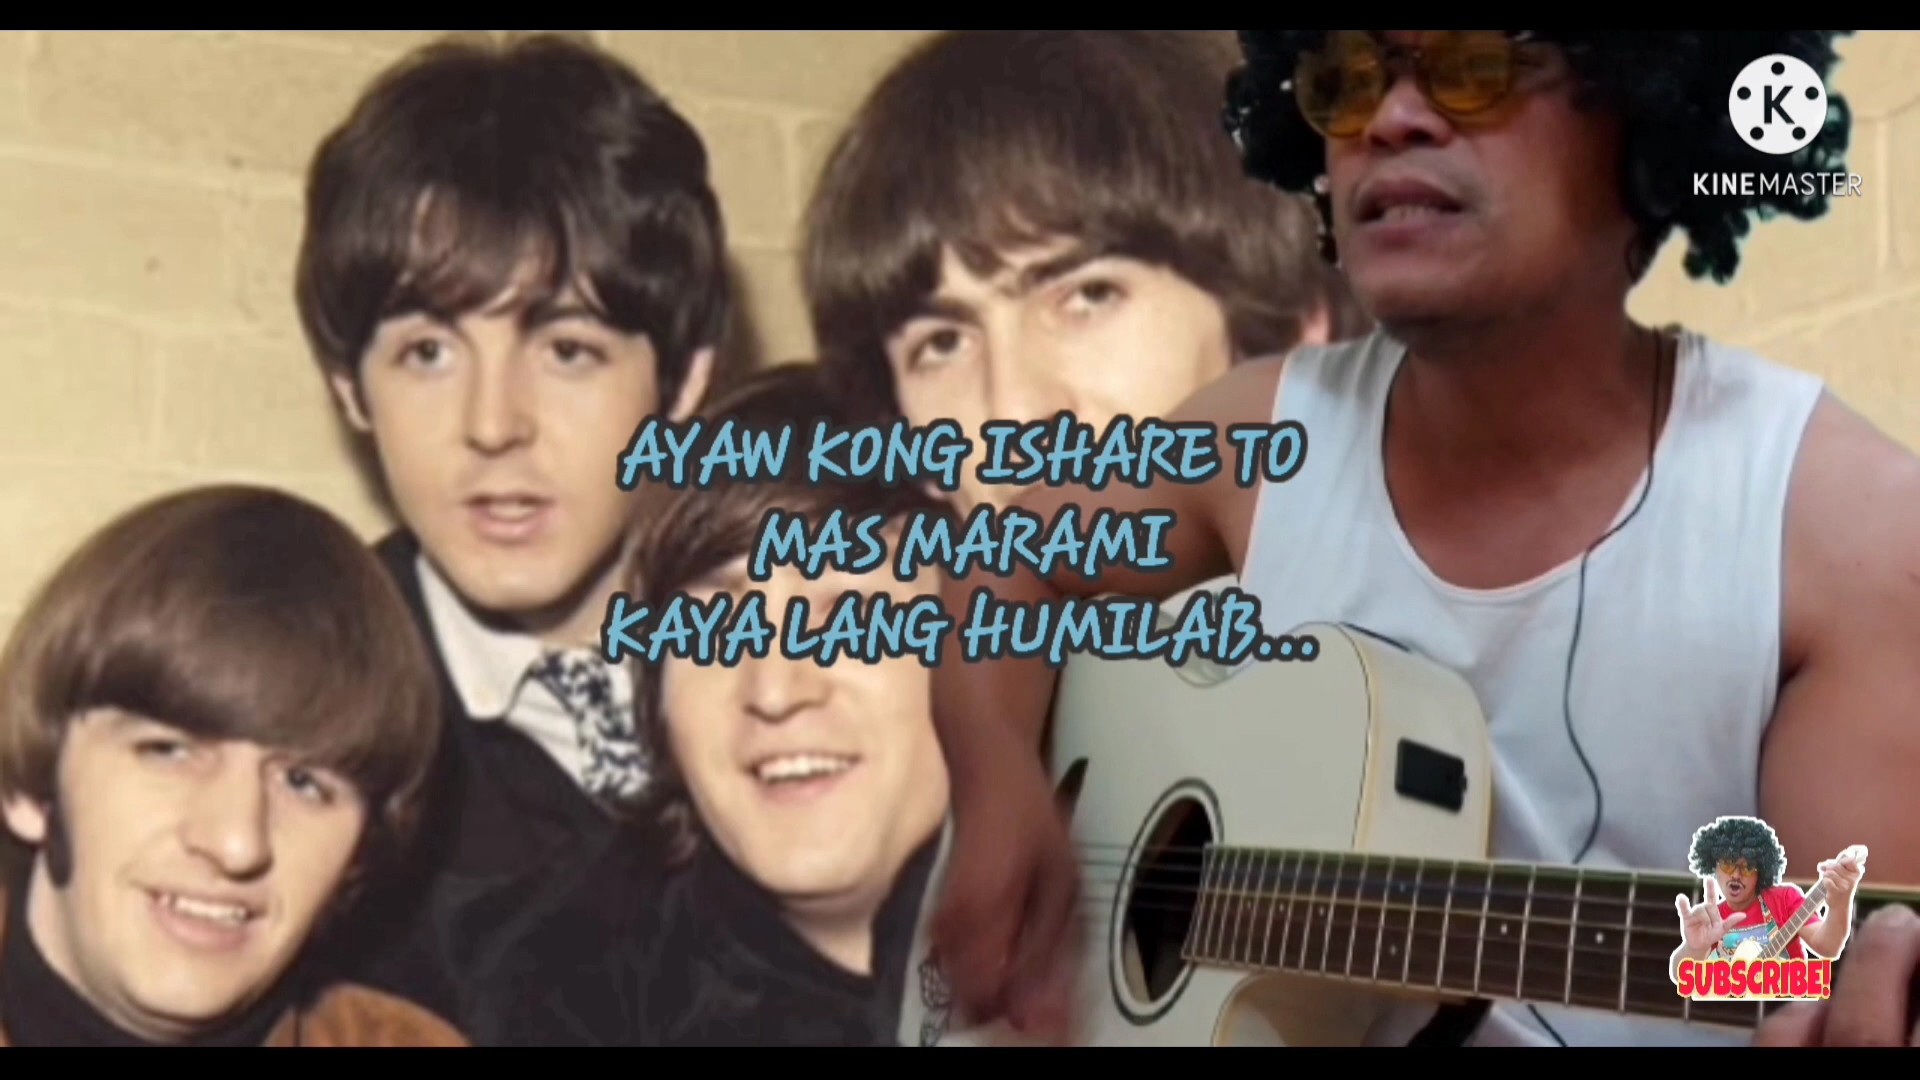 K
KINEMASTER
AYAW KONG ISHARE TO
MAS MARAMI
KAYA LANG HUMILAB...
SUBSCRIBE!